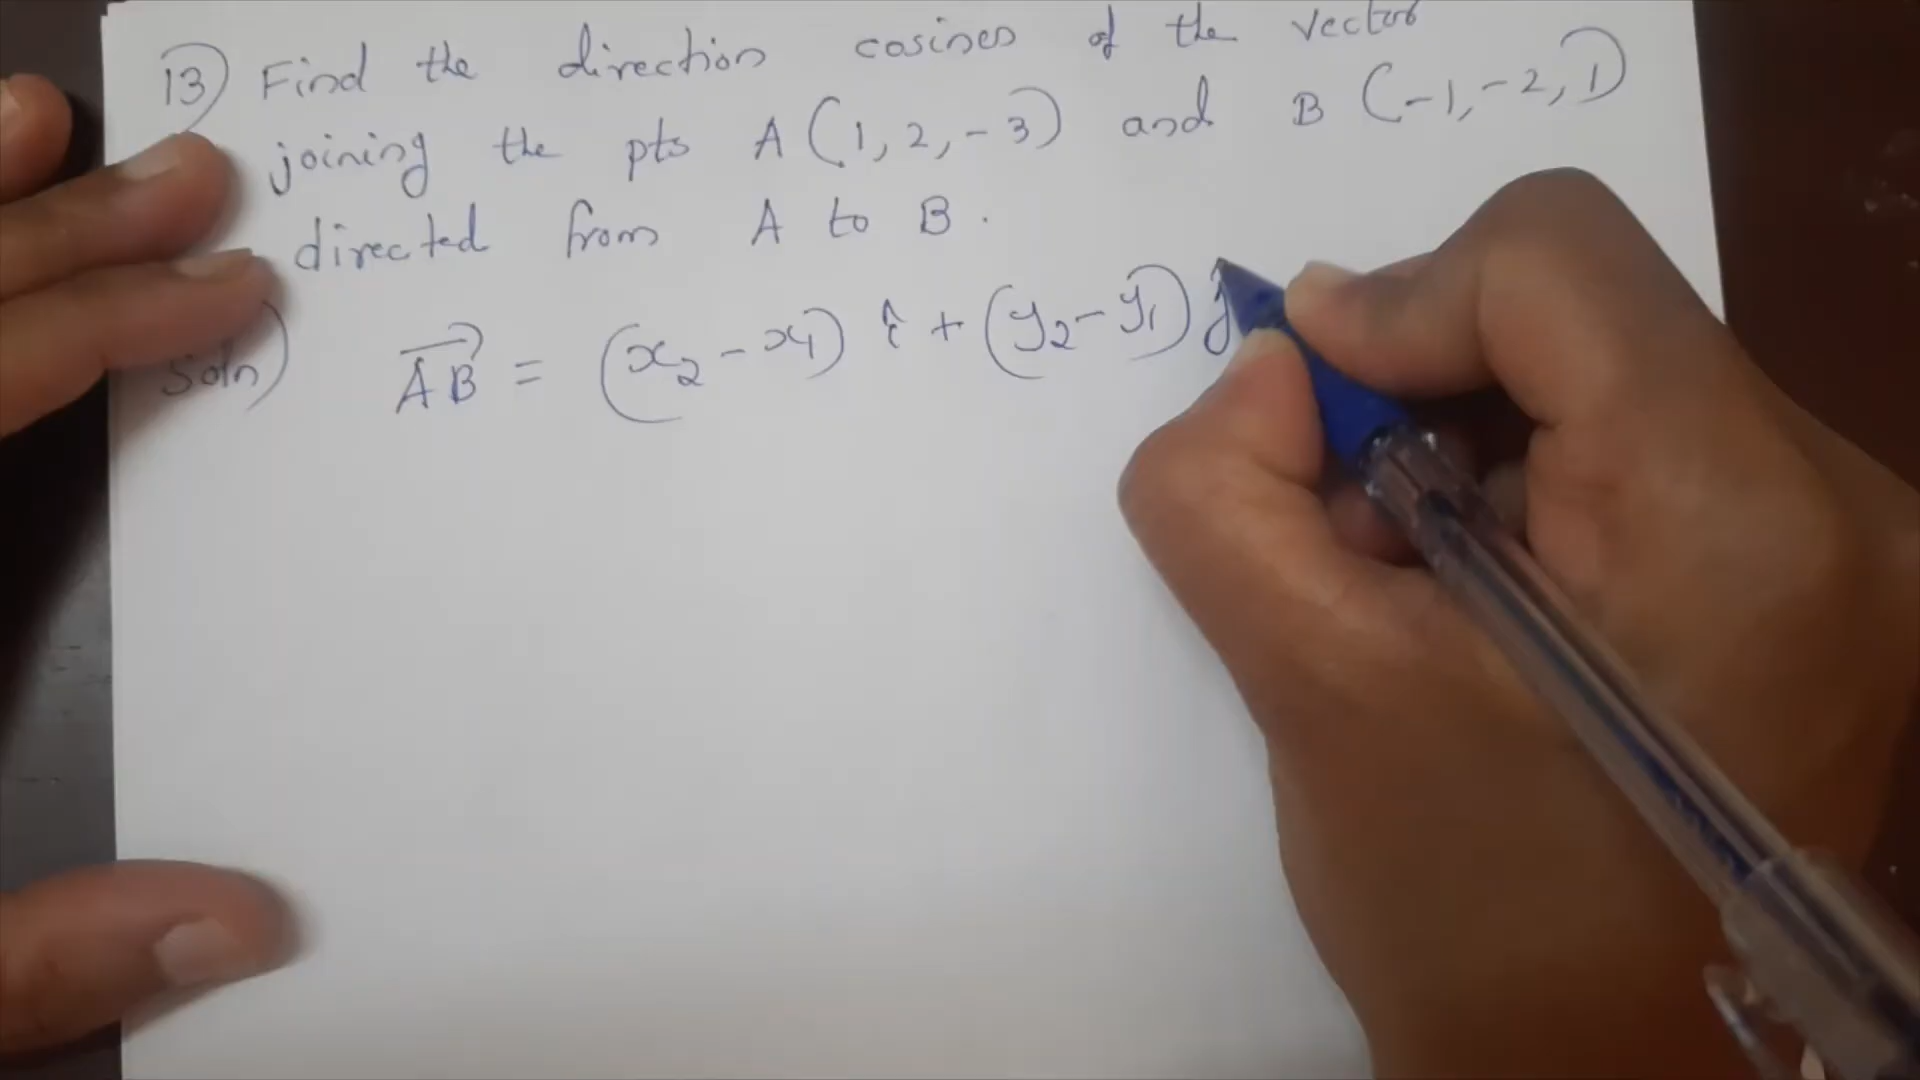 13) Find the direction cosines of the vector
joining the pts A (1, 2, -3) and B (-1, -2, 1)
directed from A to B.
Soln) AB = (x₂ - x₁) î + (y₂ - y₁) j